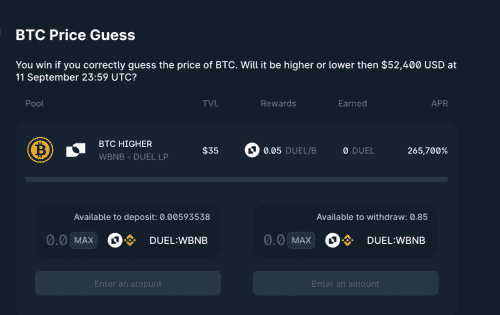 BTC Price Guess
You win if you correctly guess the price of BTC. Will it be higher or lower then $52,400 USD at
11 September 23:59 UTC?
Pool TVL Rewards Earned APR
BTC HIGHER
WBNB - DUEL LP
$35 0.05 DUEL/B 0 DUEL 265,700%
Available to deposit: 0.00593538
0.0 MAX DUEL:WBNB
Enter an amount
Available to withdraw: 0.85
0.0 MAX DUEL:WBNB
Enter an amount